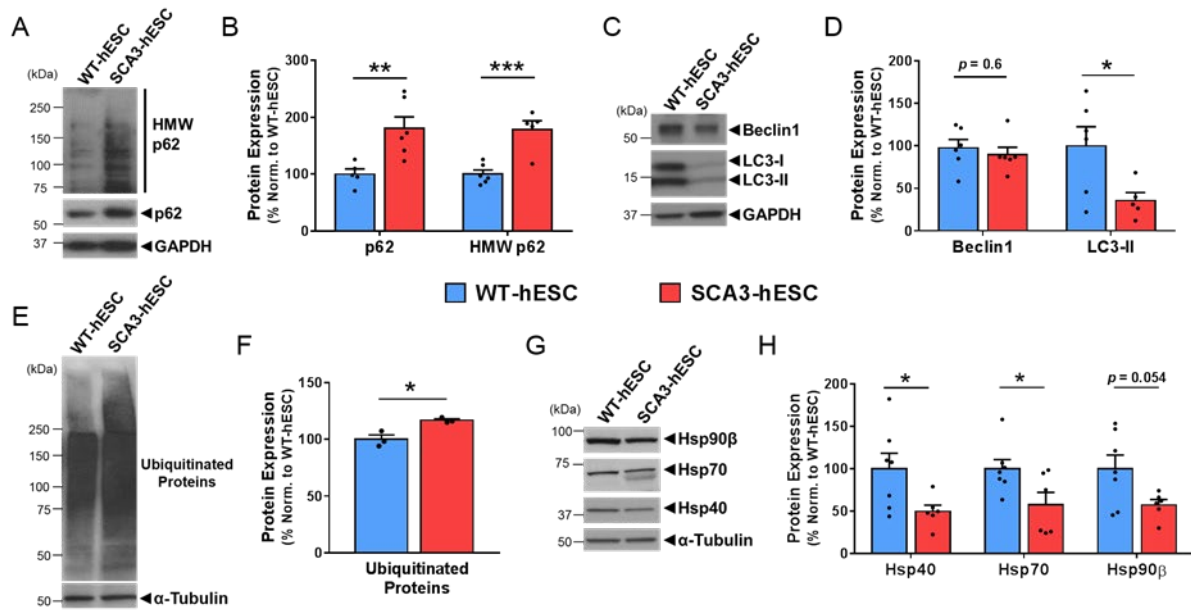 A
WT-hESC
SCA3-hESC
(kDa)
250
150
100
75
50
37
HMW
p62
p62
GAPDH
B
Protein Expression
(% Norm. to WT-hESC)
300
200
100
0
**
***
p62
HMW p62
C
WT-hESC
SCA3-hESC
(kDa)
50
15
37
Beclin1
LC3-I
LC3-II
GAPDH
D
Protein Expression
(% Norm. to WT-hESC)
200
150
100
50
0
p = 0.6
*
Beclin1
LC3-II
WT-hESC
SCA3-hESC
E
WT-hESC
SCA3-hESC
(kDa)
250
150
100
75
50
50
Ubiquitinated
Proteins
α-Tubulin
F
Protein Expression
(% Norm. to WT-hESC)
150
100
50
0
*
Ubiquitinated
Proteins
G
WT-hESC
SCA3-hESC
(kDa)
100
75
37
50
Hsp90β
Hsp70
Hsp40
α-Tubulin
H
Protein Expression
(% Norm. to WT-hESC)
200
150
100
50
0
*
*
p = 0.054
Hsp40
Hsp70
Hsp90β